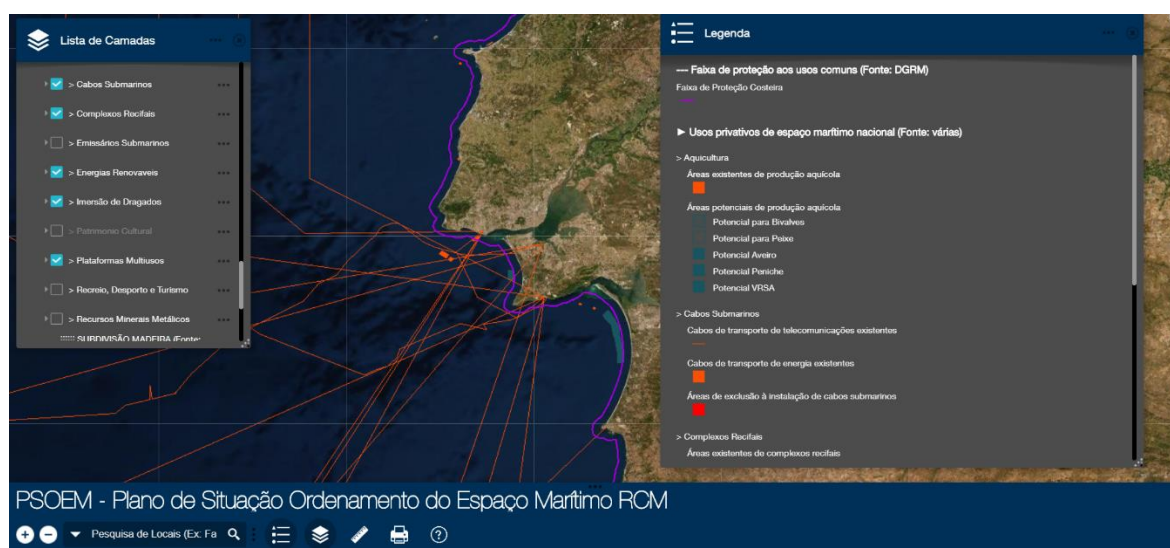 Lista de Camadas
> Cabos Submarinos
> Complexos Recifais
> Emissários Submarinos
> Energias Renovaveis
> Imersão de Dragados
> Patrimonio Cultural
> Plataformas Multiusos
> Recreio, Desporto e Turismo
> Recursos Minerais Metálicos
SUBDIVISÃO MADEIRA (Fonte:
Legenda
--- Faixa de proteção aos usos comuns (Fonte: DGRM)
Faixa de Proteção Costeira
► Usos privativos de espaço marítimo nacional (Fonte: várias)
> Aquicultura
Áreas existentes de produção aquícola
Áreas potenciais de produção aquícola
Potencial para Bivalves
Potencial para Peixe
Potencial Aveiro
Potencial Peniche
Potencial VRSA
> Cabos Submarinos
Cabos de transporte de telecomunicações existentes
Cabos de transporte de energia existentes
Áreas de exclusão à instalação de cabos submarinos
> Complexos Recifais
Áreas existentes de complexos recifais
PSOEM - Plano de Situação Ordenamento do Espaço Marítimo RCM
Pesquisa de Locais (Ex: Fa